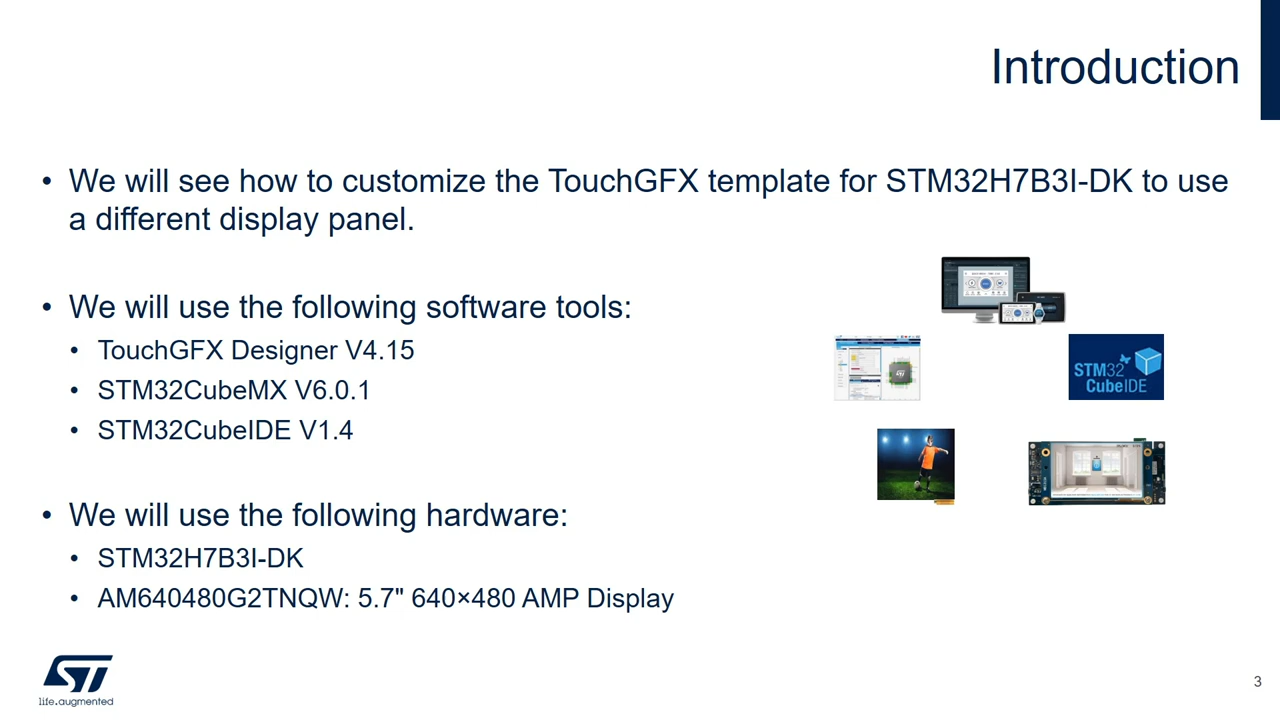 Introduction
• We will see how to customize the TouchGFX template for STM32H7B3I-DK to use
a different display panel.
• We will use the following software tools:
• TouchGFX Designer V4.15
• STM32CubeMX V6.0.1
• STM32CubeIDE V1.4
STM32
CubeIDE
• We will use the following hardware:
• STM32H7B3I-DK
• AM640480G2TNQW: 5.7" 640×480 AMP Display
ST
life.augmented
3